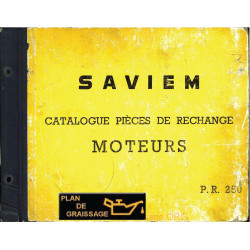 SAVIEM
CATALOGUE PIÈCES DE RECHANGE
MOTEURS
P.R. 250
PLAN
DE
GRAISSAGE